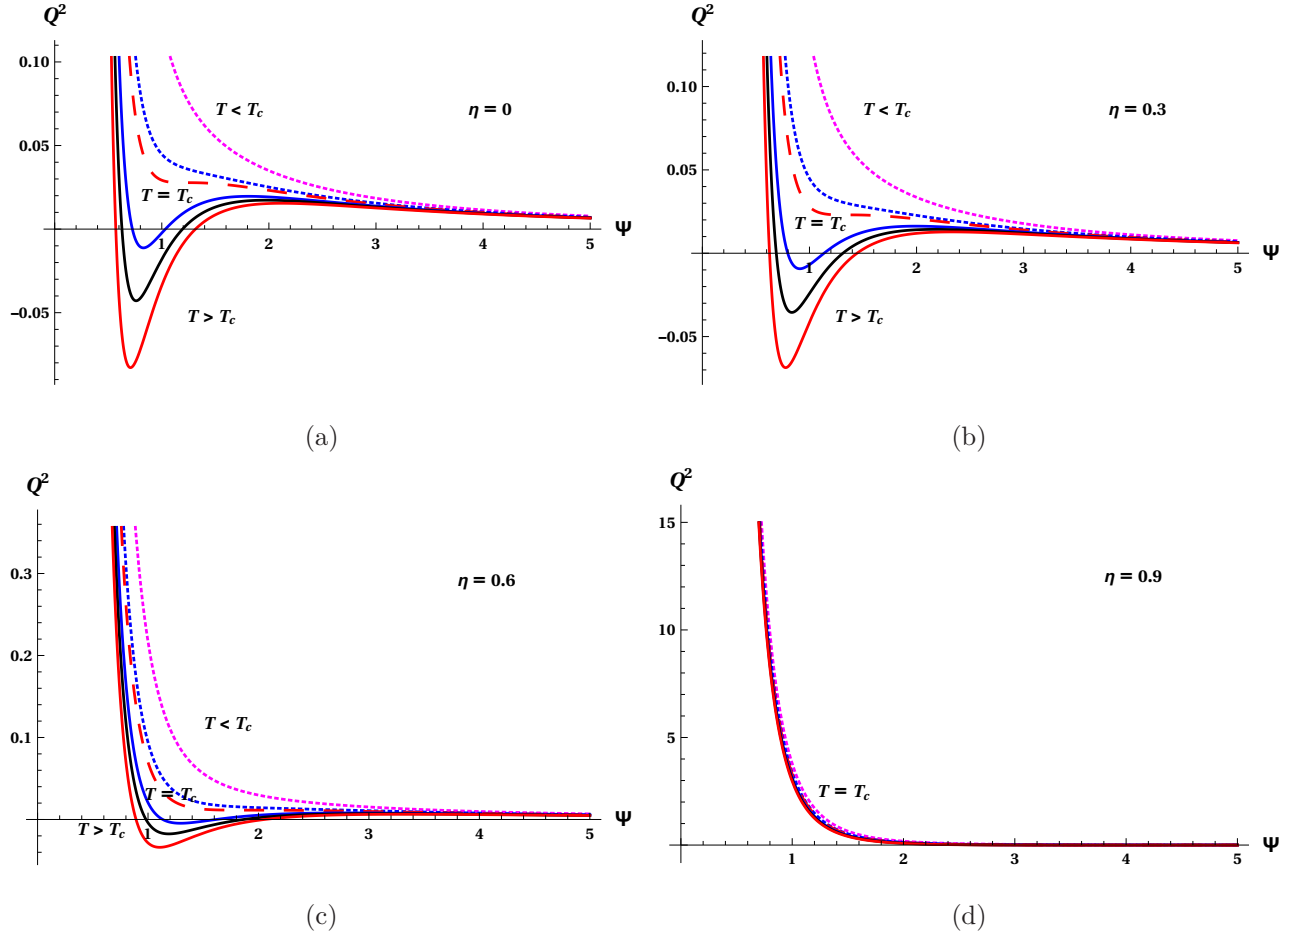 Q²
0.10
T < T_c
η = 0
0.05
T = T_c
Ψ
1 2 3 4 5
-0.05
T > T_c
(a)
Q²
0.10
T < T_c
η = 0.3
0.05
T = T_c
Ψ
1 2 3 4 5
-0.05
T > T_c
(b)
Q²
0.3
η = 0.6
0.2
T < T_c
0.1
T = T_c
T > T_c
Ψ
1 2 3 4 5
(c)
Q²
15
η = 0.9
10
5
T = T_c
Ψ
1 2 3 4 5
(d)